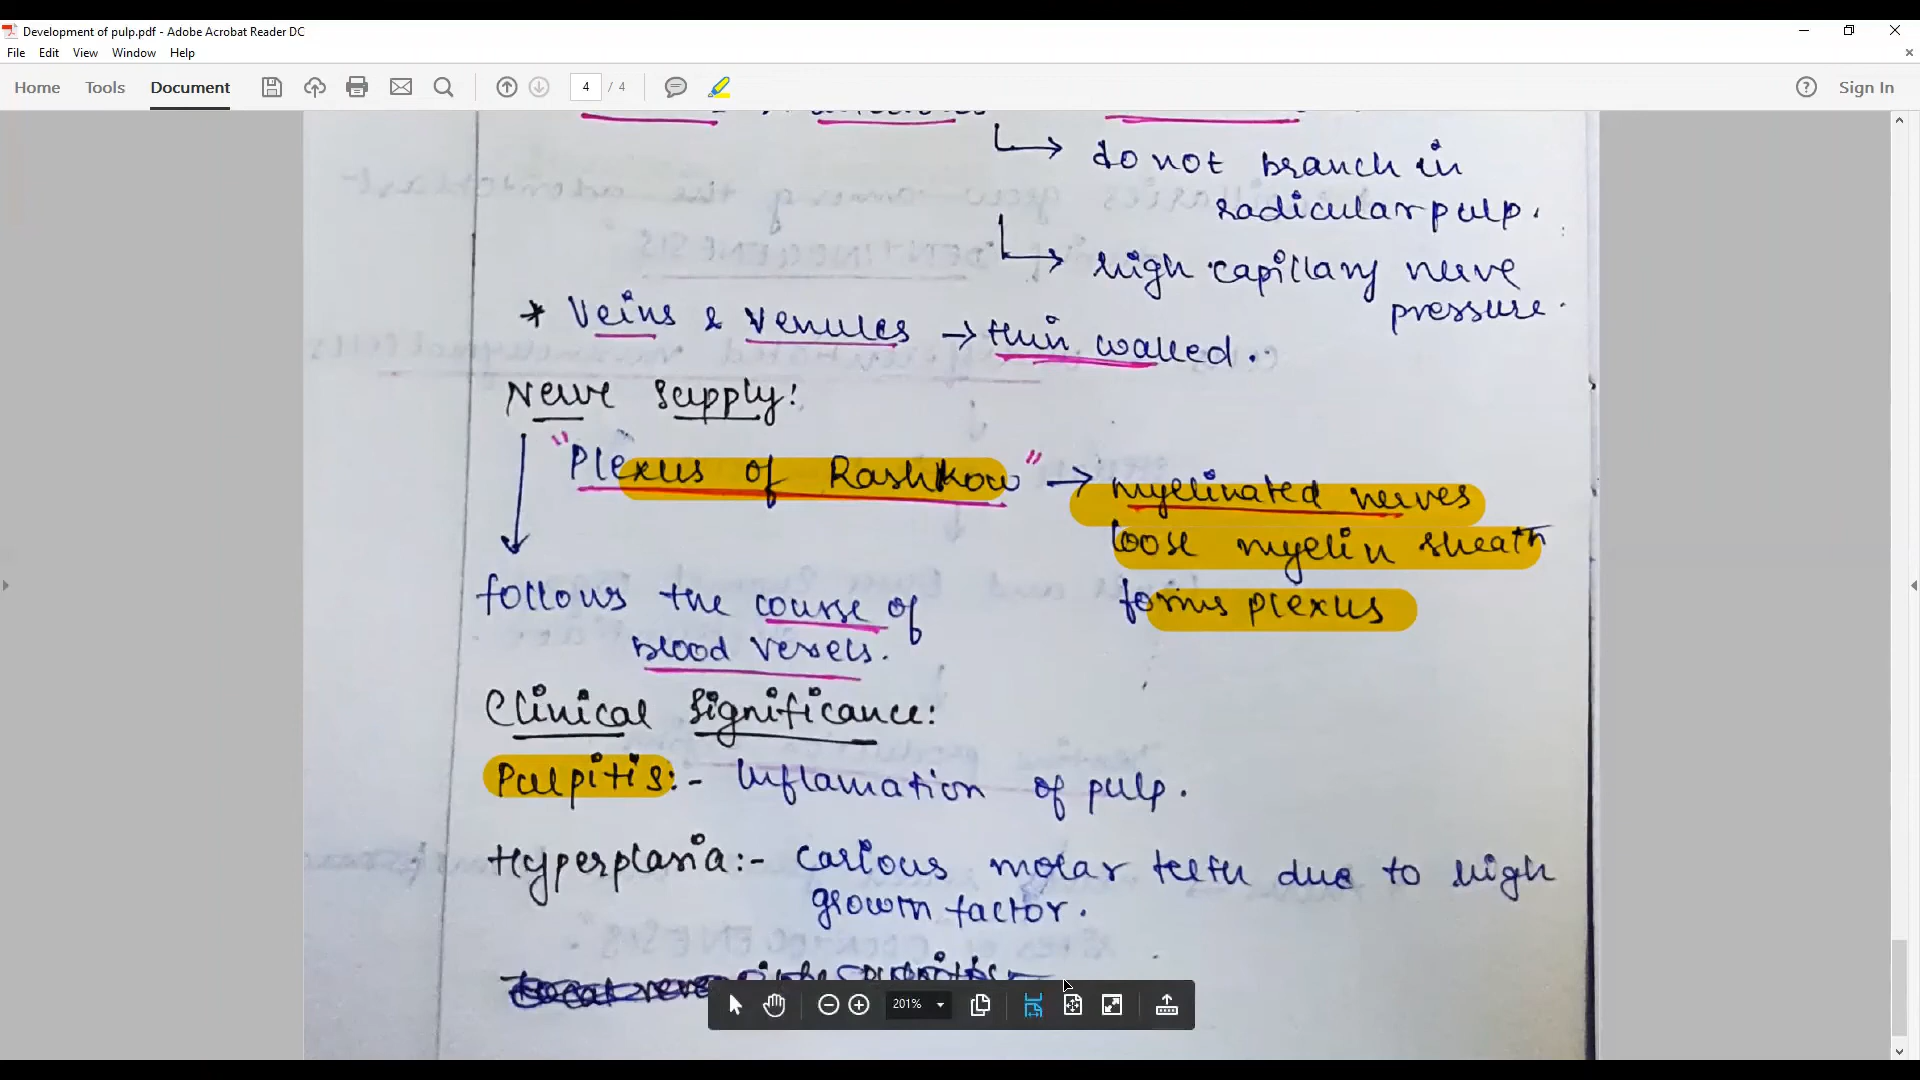 Development of pulp.pdf - Adobe Acrobat Reader DC
File Edit View Window Help
Home Tools Document 4 / 4 Sign In
do not branch in
radicular pulp.
high capillary nerve
pressure.
* Veins & venules → thin walled.
Nerve Supply:
"Plexus of Rashkow" → myelinated nerves
loose myelin sheath
forms plexus
follows the course of
blood vessels.
Clinical Significance:
Pulpitis:- Inflamation of pulp.
Hyperplasia:- Carious molar teeth due to high
growth factor.
201%